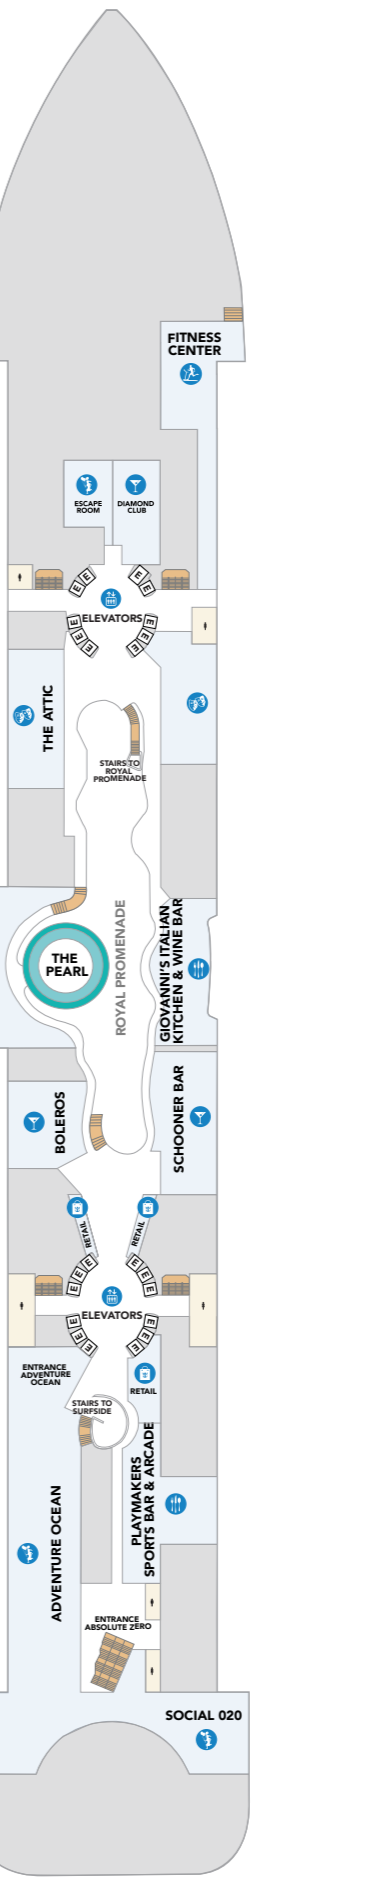 FITNESS
CENTER
ESCAPE
ROOM
DIAMOND
CLUB
E
E
E
E
ELEVATORS
E
E
E
E
E
E
THE ATTIC
STAIRS TO
ROYAL
PROMENADE
THE
PEARL
ROYAL PROMENADE
GIOVANNI'S ITALIAN
KITCHEN & WINE BAR
BOLEROS
SCHOONER BAR
RETAIL
RETAIL
E
E
E
E
E
E
ELEVATORS
E
E
E
E
E
E
ENTRANCE
ADVENTURE
OCEAN
RETAIL
STAIRS TO
SURFSIDE
ADVENTURE OCEAN
PLAYMAKERS
SPORTS BAR & ARCADE
ENTRANCE
ABSOLUTE ZERO
SOCIAL 020